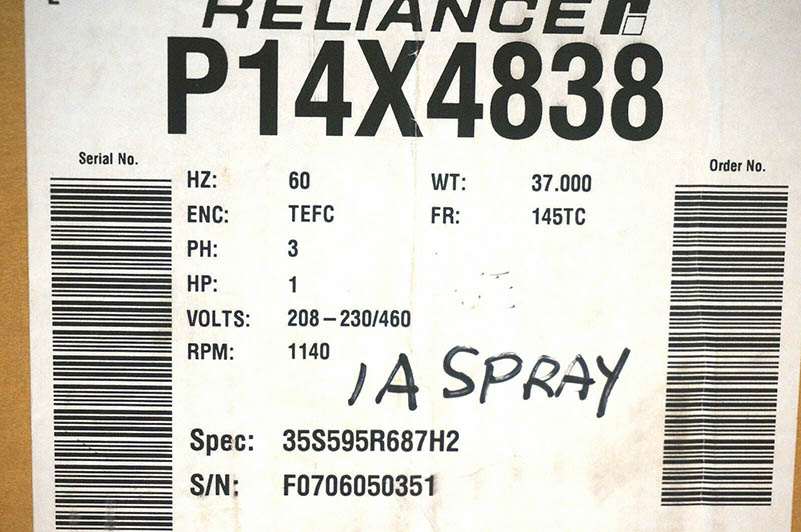 RELIANCE
P14X4838
Serial No.
Order No.
HZ: 60 WT: 37.000
ENC: TEFC FR: 145TC
PH: 3
HP: 1
VOLTS: 208-230/460
RPM: 1140
1A SPRAY
Spec: 35S595R687H2
S/N: F0706050351